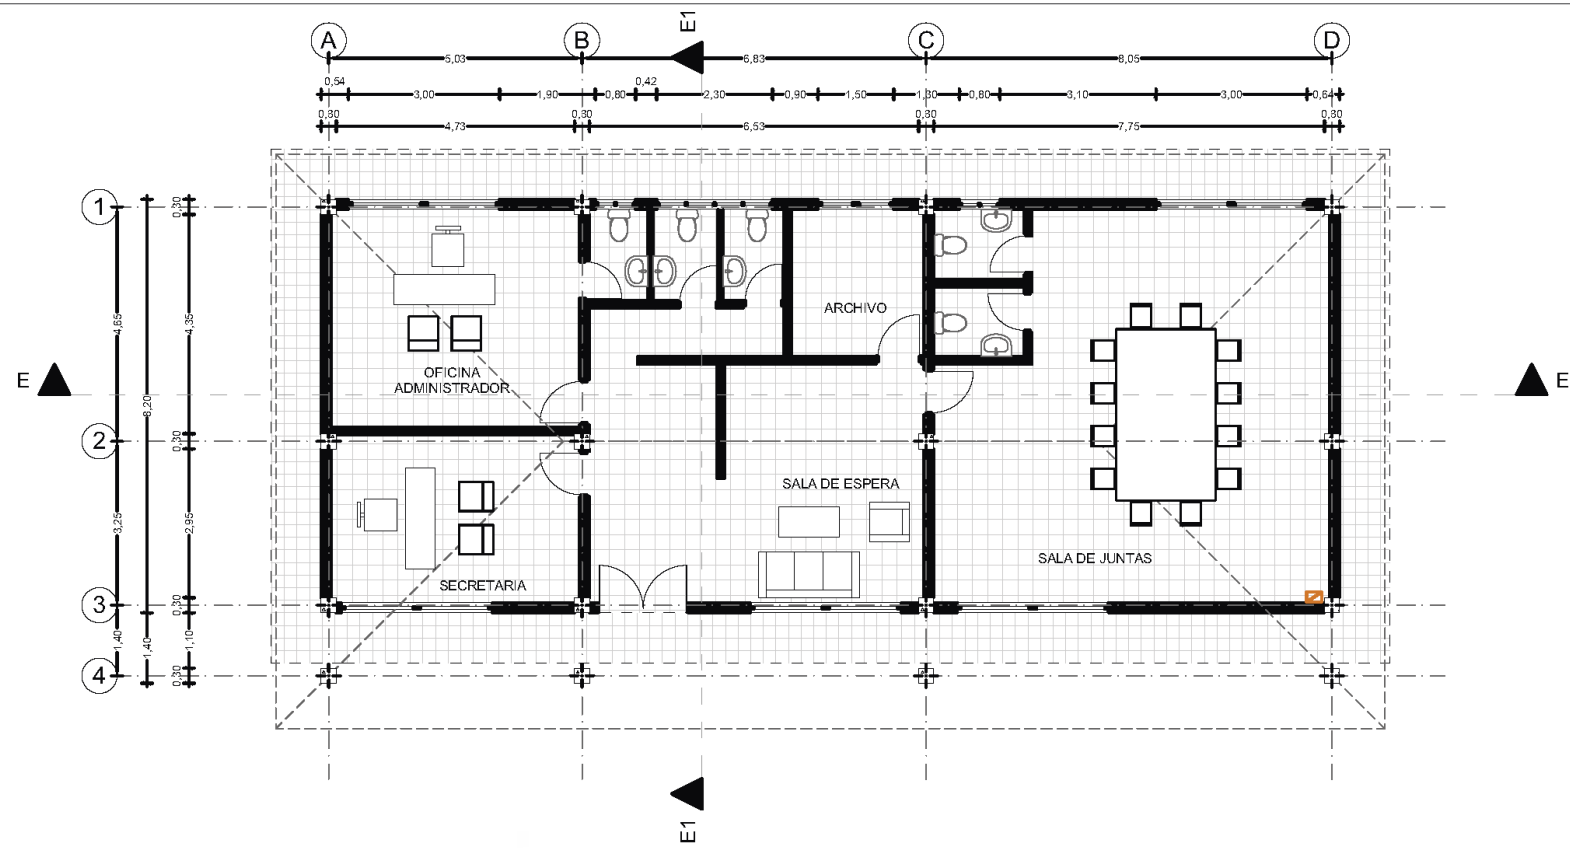 E1
A
B
C
D
5,03
6,83
8,05
0,54
0,42
3,00
1,90
0,80
2,30
0,90
1,50
1,30
0,80
3,10
3,00
0,64
0,30
0,30
0,30
0,30
4,73
6,53
7,75
1
0,30
4,65
4,35
ARCHIVO
E
E
OFICINA
ADMINISTRADOR
8,20
2
0,30
SALA DE ESPERA
3,25
2,95
SALA DE JUNTAS
SECRETARIA
3
0,30
1,40
1,40
1,10
4
0,30
E1